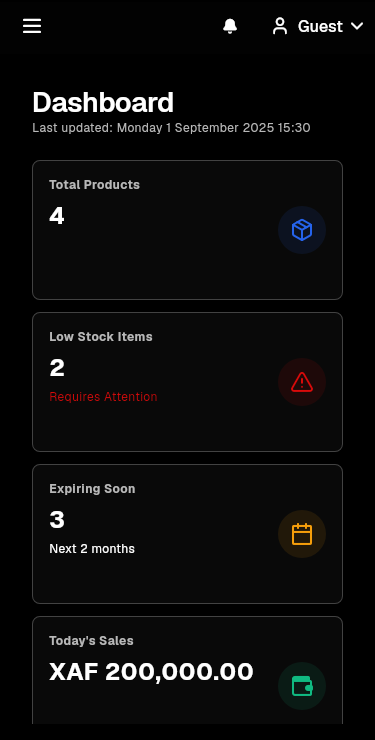 Guest
Dashboard
Last updated: Monday 1 September 2025 15:30
Total Products
4
Low Stock Items
2
Requires Attention
Expiring Soon
3
Next 2 months
Today's Sales
XAF 200,000.00